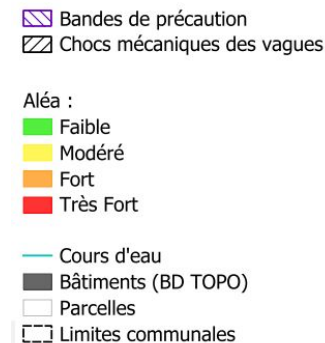 Bandes de précaution
Chocs mécaniques des vagues
Aléa :
Faible
Modéré
Fort
Très Fort
Cours d'eau
Bâtiments (BD TOPO)
Parcelles
Limites communales